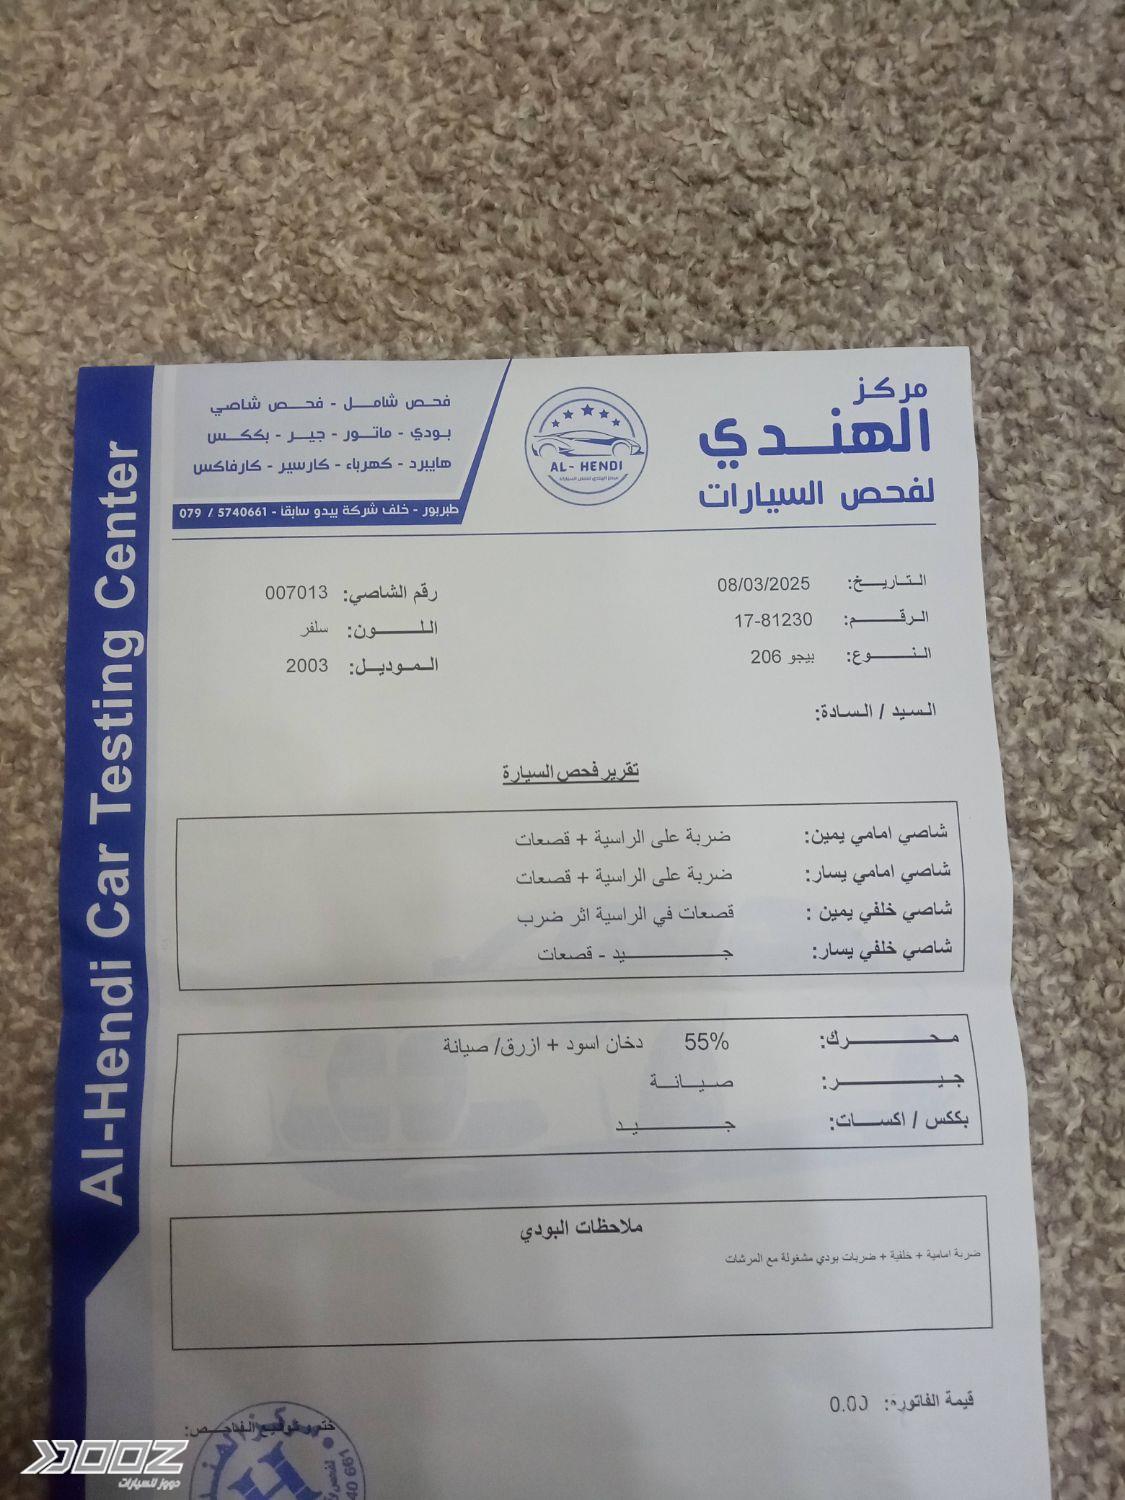 مركز
الهندي
لفحص السيارات
AL- HENDI
مركز الهندي لفحص السيارات
فحص شامل - فحص شاصي
بودي - ماتور - جير - بككس
هايبرد - كهرباء - كارسير - كارفاكس
طبربور - خلف شركة بيدو سابقا - 5740661 / 079
Al-Hendi Car Testing Center
التاريخ: 08/03/2025
رقم الشاصي: 007013
الرقم: 17-81230
اللون: سلفر
النوع: بيجو 206
الموديل: 2003
السيد / السادة:
تقرير فحص السيارة
شاصي امامي يمين: ضربة على الراسية + قصعات
شاصي امامي يسار: ضربة على الراسية + قصعات
شاصي خلفي يمين : قصعات في الراسية اثر ضرب
شاصي خلفي يسار: جيد - قصعات
محرك: 55% دخان اسود + ازرق/ صيانة
جير: صيانة
بككس / اكسات: جيد
ملاحظات البودي
ضربة امامية + خلفية + ضربات بودي مشغولة مع المرشات
قيمة الفاتورة: 0.00
ختم وتوقيع الفاحص:
DOOZ
دووز للسيارات